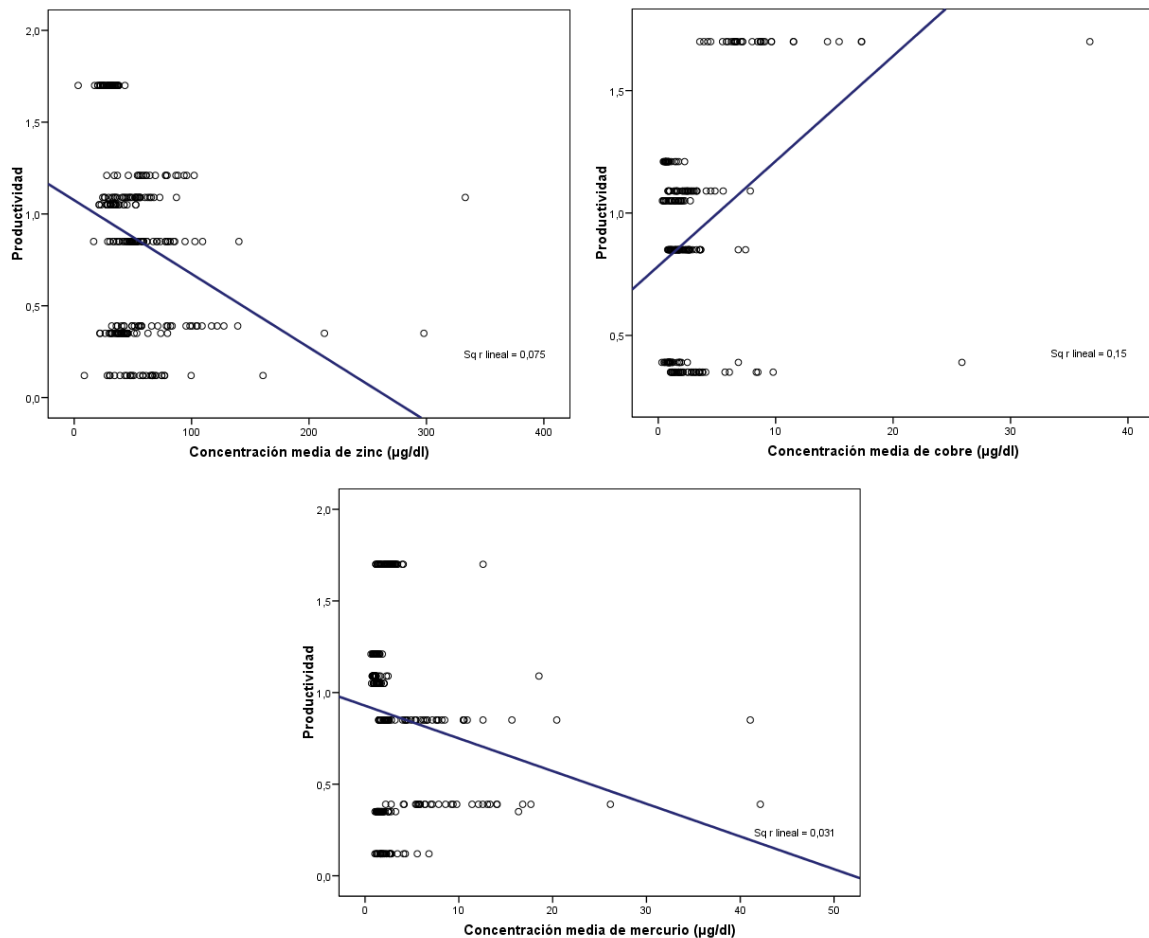 2,0
1,5
1,0
0,5
0,0
Productividad
Sq r lineal = 0,075
0 100 200 300 400
Concentración media de zinc (µg/dl)
1,5
1,0
0,5
Productividad
Sq r lineal = 0,15
0 10 20 30 40
Concentración media de cobre (µg/dl)
2,0
1,5
1,0
0,5
0,0
Productividad
Sq r lineal = 0,031
0 10 20 30 40 50
Concentración media de mercurio (µg/dl)